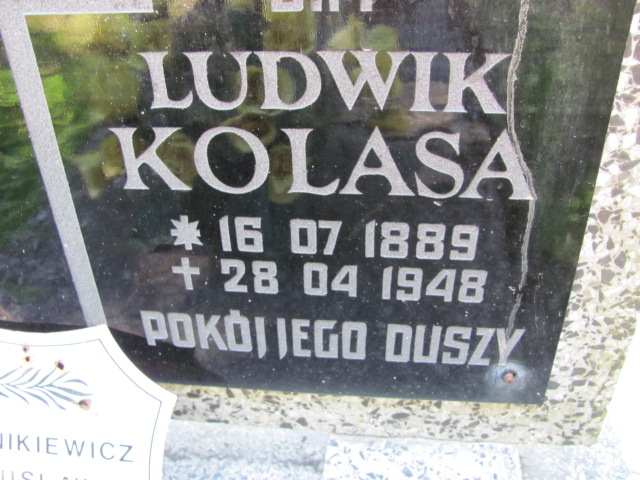 LUDWIK
KOLASA
* 16 07 1889
† 28 04 1948
POKÓJ JEGO DUSZY
NIKIEWICZ